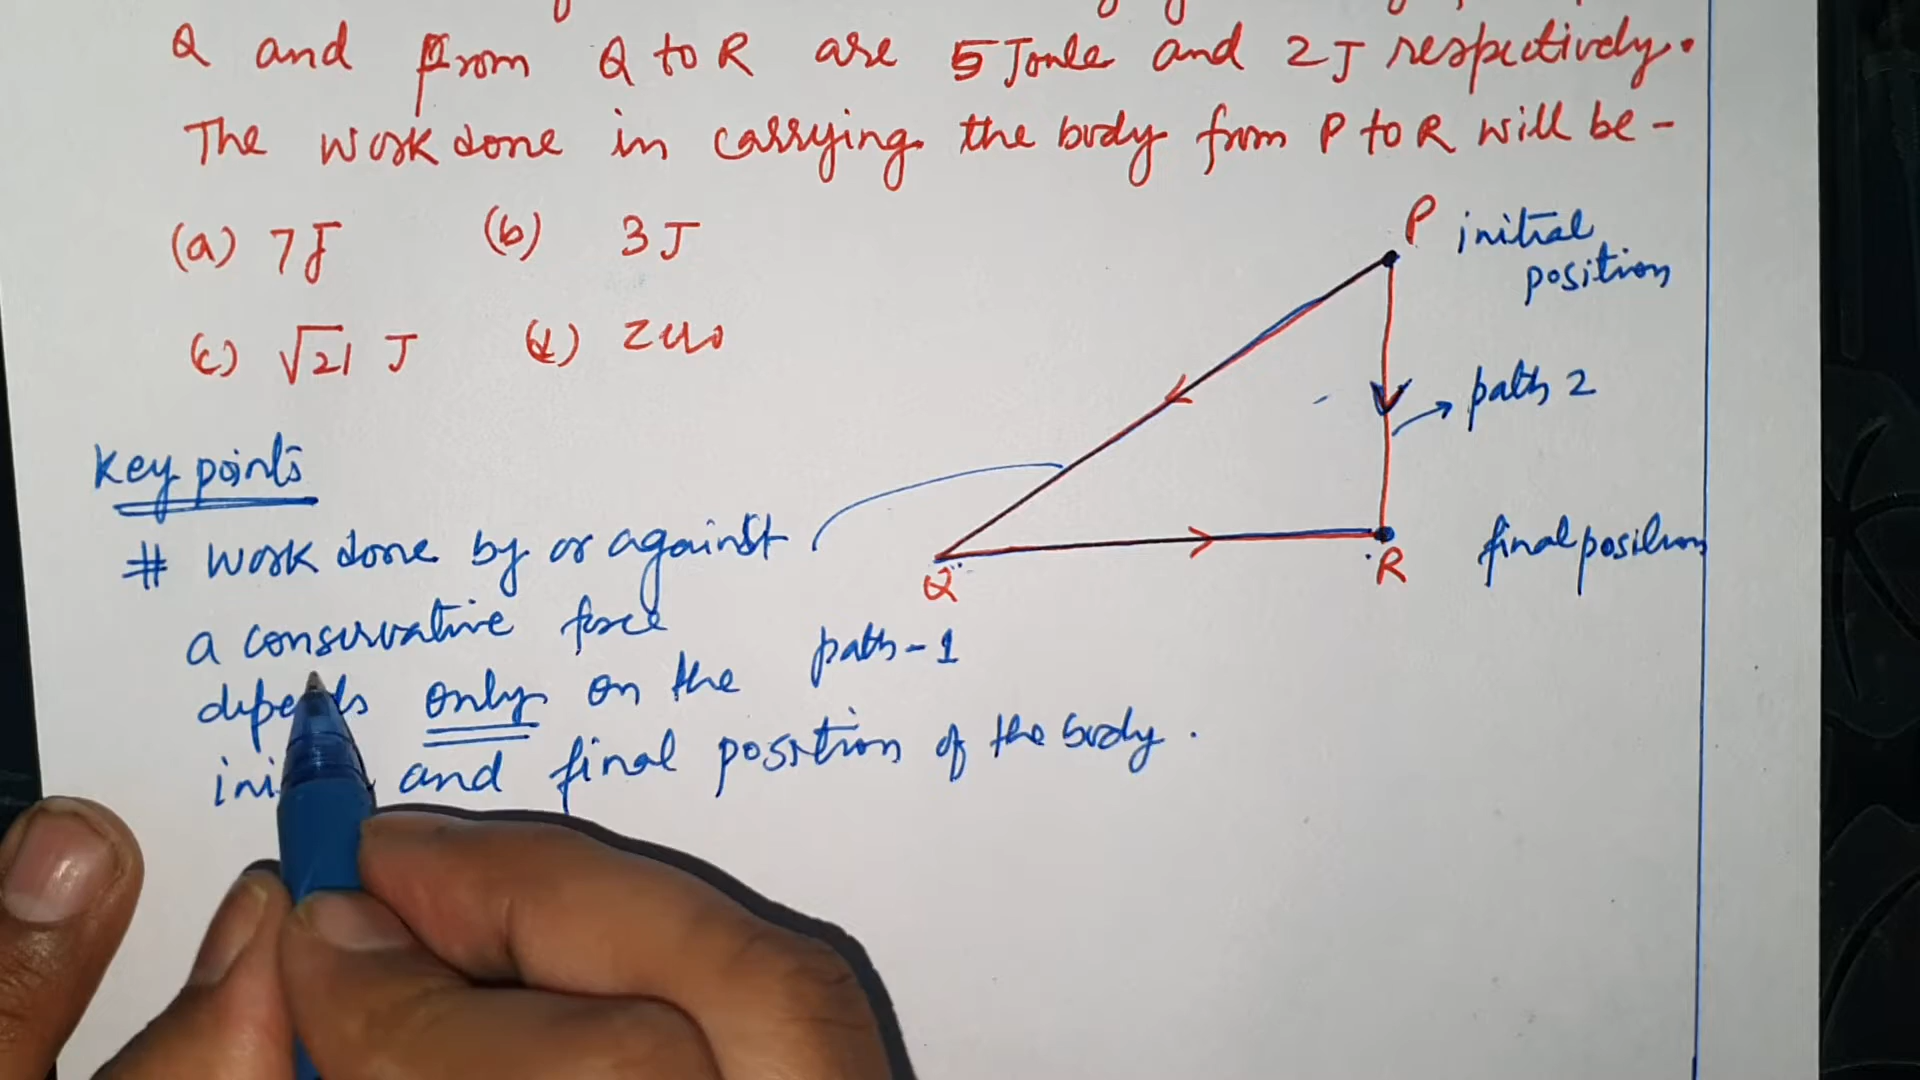 Q and from Q to R are 5 Joule and 2J respectively.
The work done in carrying the body from P to R will be -
(a) 7J (b) 3J
(c) √21 J (d) zero
P initial
position
path 2
Key points
# work done by or against
final position
Q
R
a conservative force
path-1
depends only on the
and final position of the body.